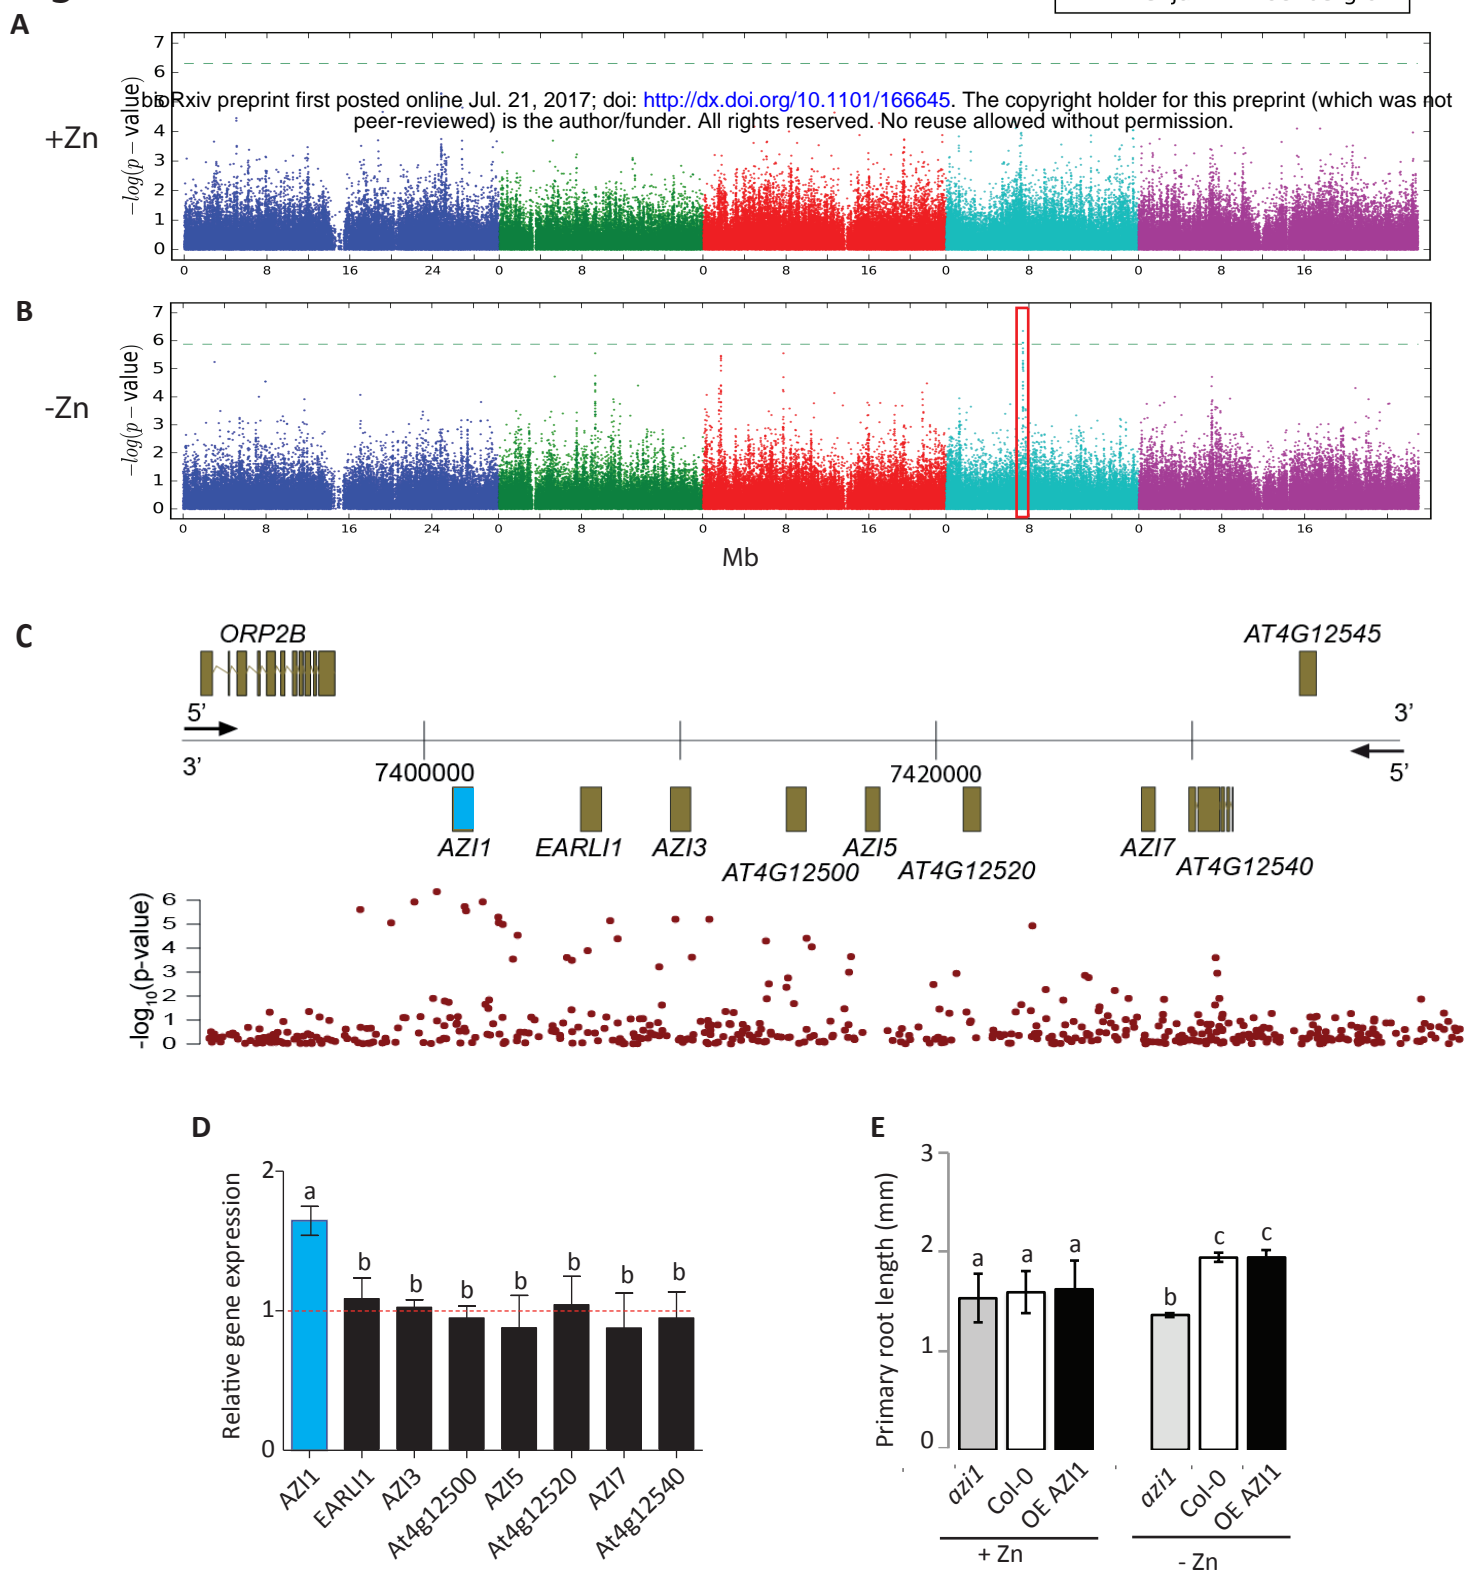 A
+Zn
−log(p − value)
7
6
5
4
3
2
1
0
bioRxiv preprint first posted online Jul. 21, 2017; doi: http://dx.doi.org/10.1101/166645. The copyright holder for this preprint (which was not
peer-reviewed) is the author/funder. All rights reserved. No reuse allowed without permission.
0 8 16 24 0 8 0 8 16 0 8 0 8 16
B
-Zn
−log(p − value)
7
6
5
4
3
2
1
0
0 8 16 24 0 8 0 8 16 0 8 0 8 16
Mb
C
ORP2B AT4G12545
5’ 3’
3’ 7400000 7420000 5’
AZI1 EARLI1 AZI3 AZI5 AZI7
AT4G12500 AT4G12520 AT4G12540
-log10(p-value)
6
5
4
3
2
1
0
D
Relative gene expression
2
1
0
a b b b b b b b
AZI1 EARLI1 AZI3 At4g12500 AZI5 At4g12520 AZI7 At4g12540
E
Primary root length (mm)
3
2
1
0
a a a b c c
azi1 Col-0 OE AZI1 azi1 Col-0 OE AZI1
+ Zn - Zn